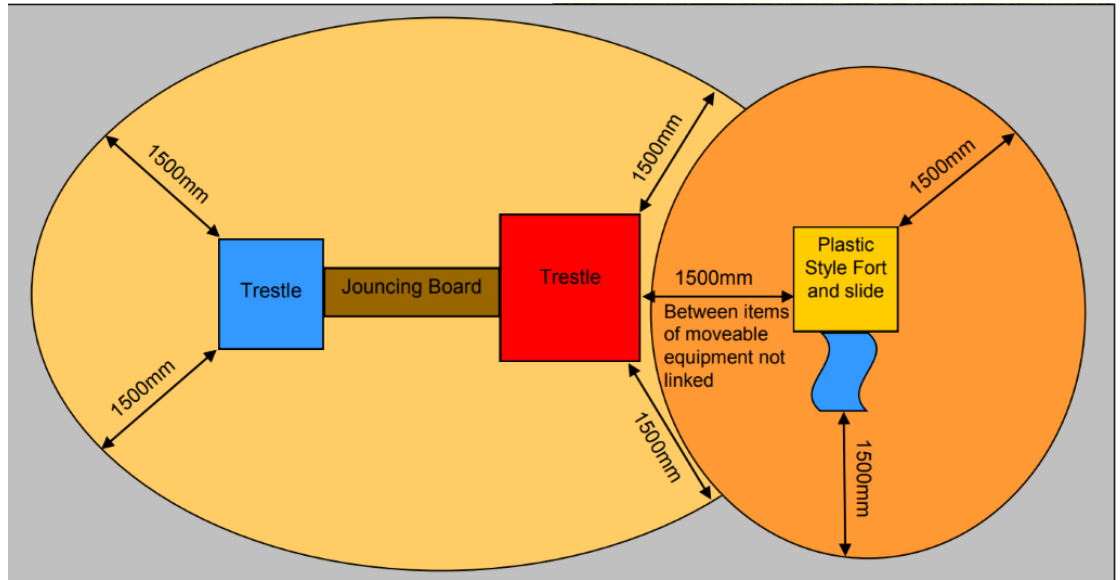 1500mm
1500mm
1500mm
Trestle
Jouncing Board
Trestle
Plastic
Style Fort
and slide
1500mm
Between items
of moveable
equipment not
linked
1500mm
1500mm
1500mm